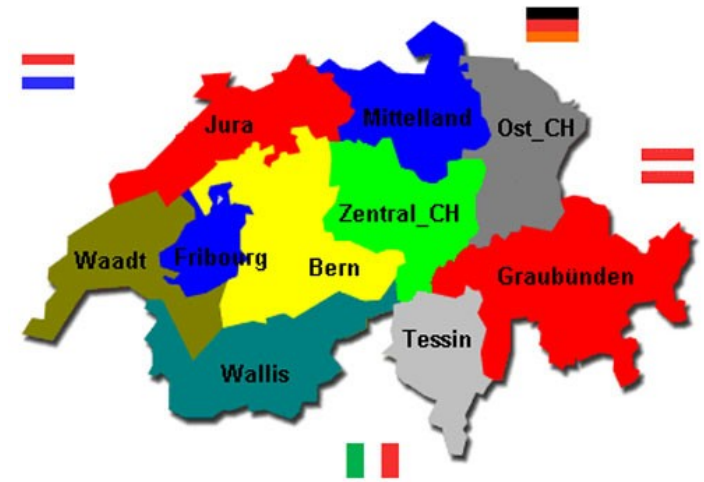 Jura
Mittelland
Ost_CH
Zentral_CH
Waadt
Fribourg
Bern
Graubünden
Tessin
Wallis